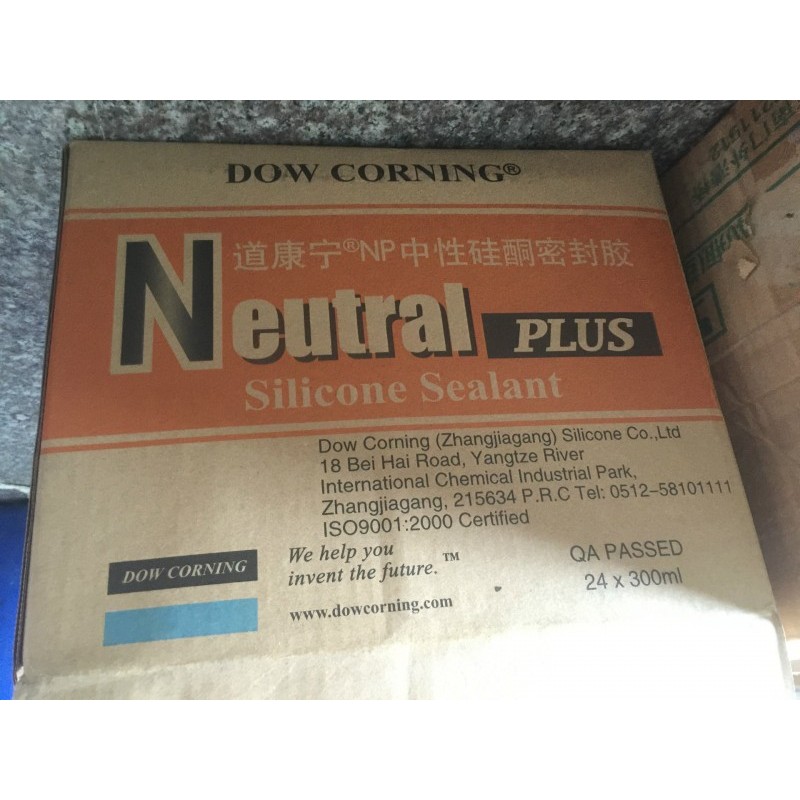 DOW CORNING®
道康宁®NP中性硅酮密封胶
Neutral PLUS
Silicone Sealant
Dow Corning (Zhangjiagang) Silicone Co.,Ltd
18 Bei Hai Road, Yangtze River
International Chemical Industrial Park,
Zhangjiagang, 215634 P.R.C Tel: 0512-58101111
ISO9001:2000 Certified
DOW CORNING
We help you
invent the future.™
www.dowcorning.com
QA PASSED
24 x 300ml